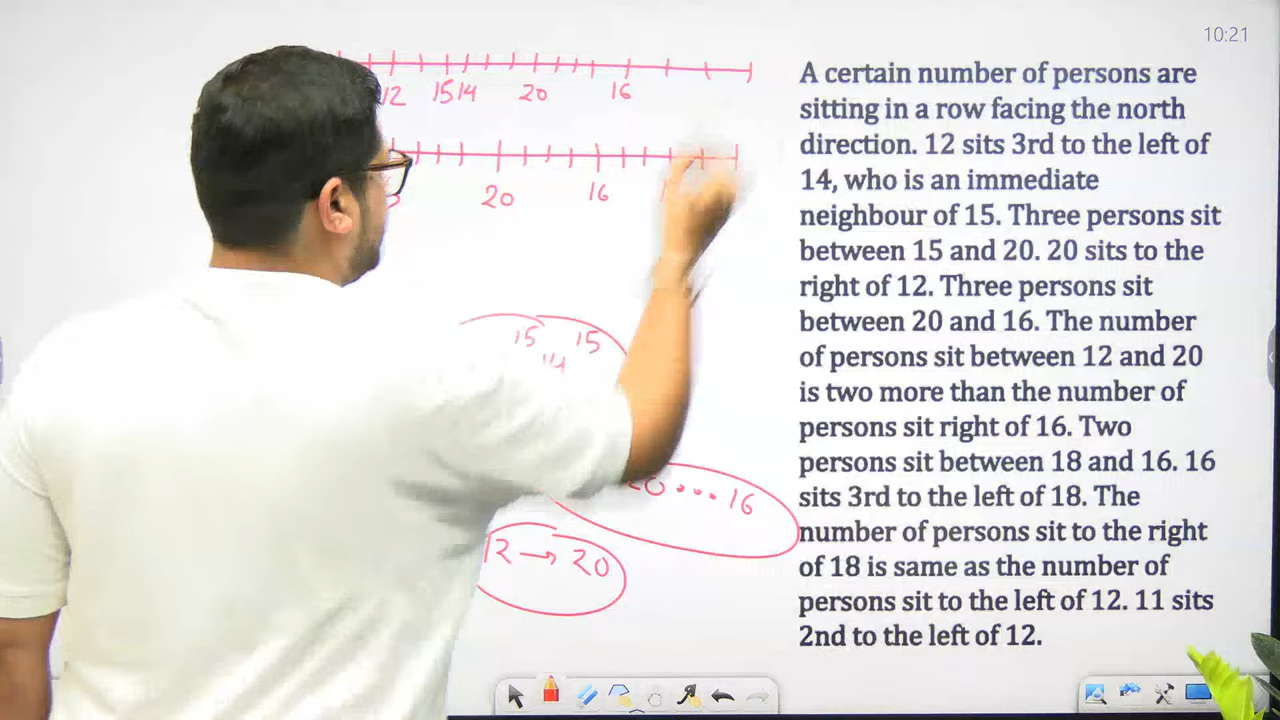 10:21
12 15 14 20 16
20 16
15 15
14
20 ... 16
12 → 20
A certain number of persons are
sitting in a row facing the north
direction. 12 sits 3rd to the left of
14, who is an immediate
neighbour of 15. Three persons sit
between 15 and 20. 20 sits to the
right of 12. Three persons sit
between 20 and 16. The number
of persons sit between 12 and 20
is two more than the number of
persons sit right of 16. Two
persons sit between 18 and 16. 16
sits 3rd to the left of 18. The
number of persons sit to the right
of 18 is same as the number of
persons sit to the left of 12. 11 sits
2nd to the left of 12.